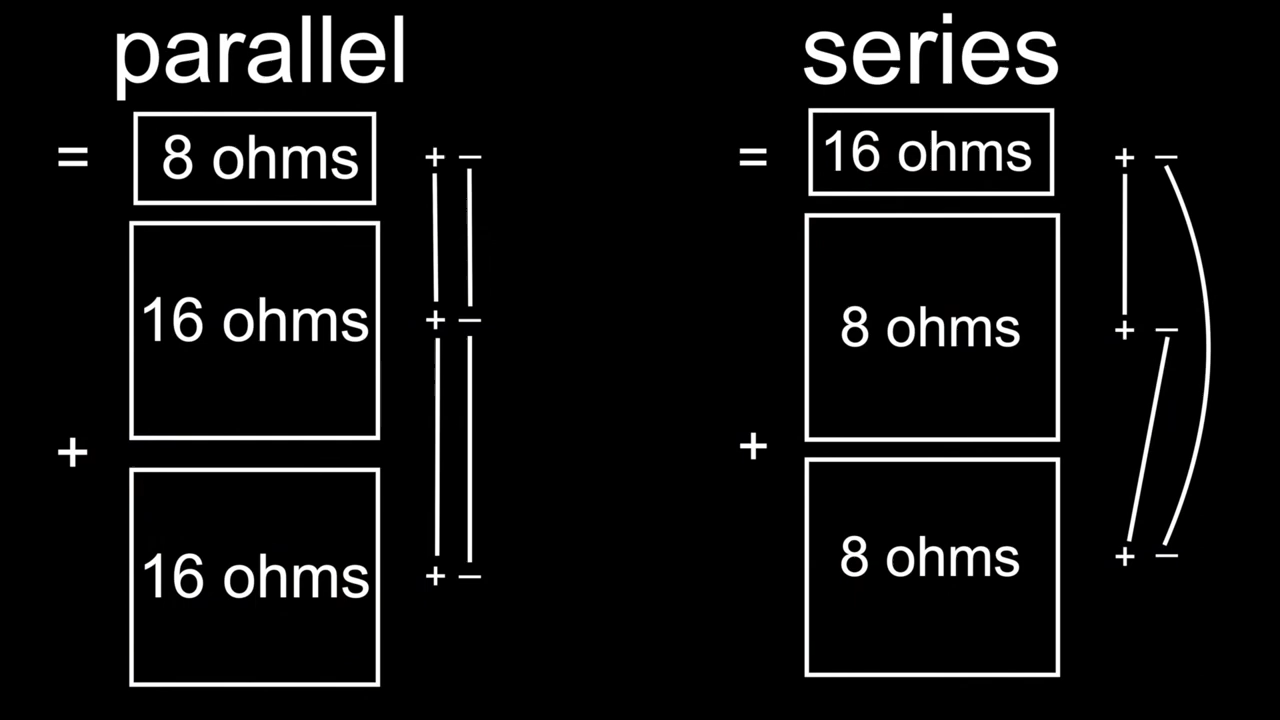 parallel
= 8 ohms + –
16 ohms + –
+
16 ohms + –
series
= 16 ohms + –
8 ohms + –
+
8 ohms + –